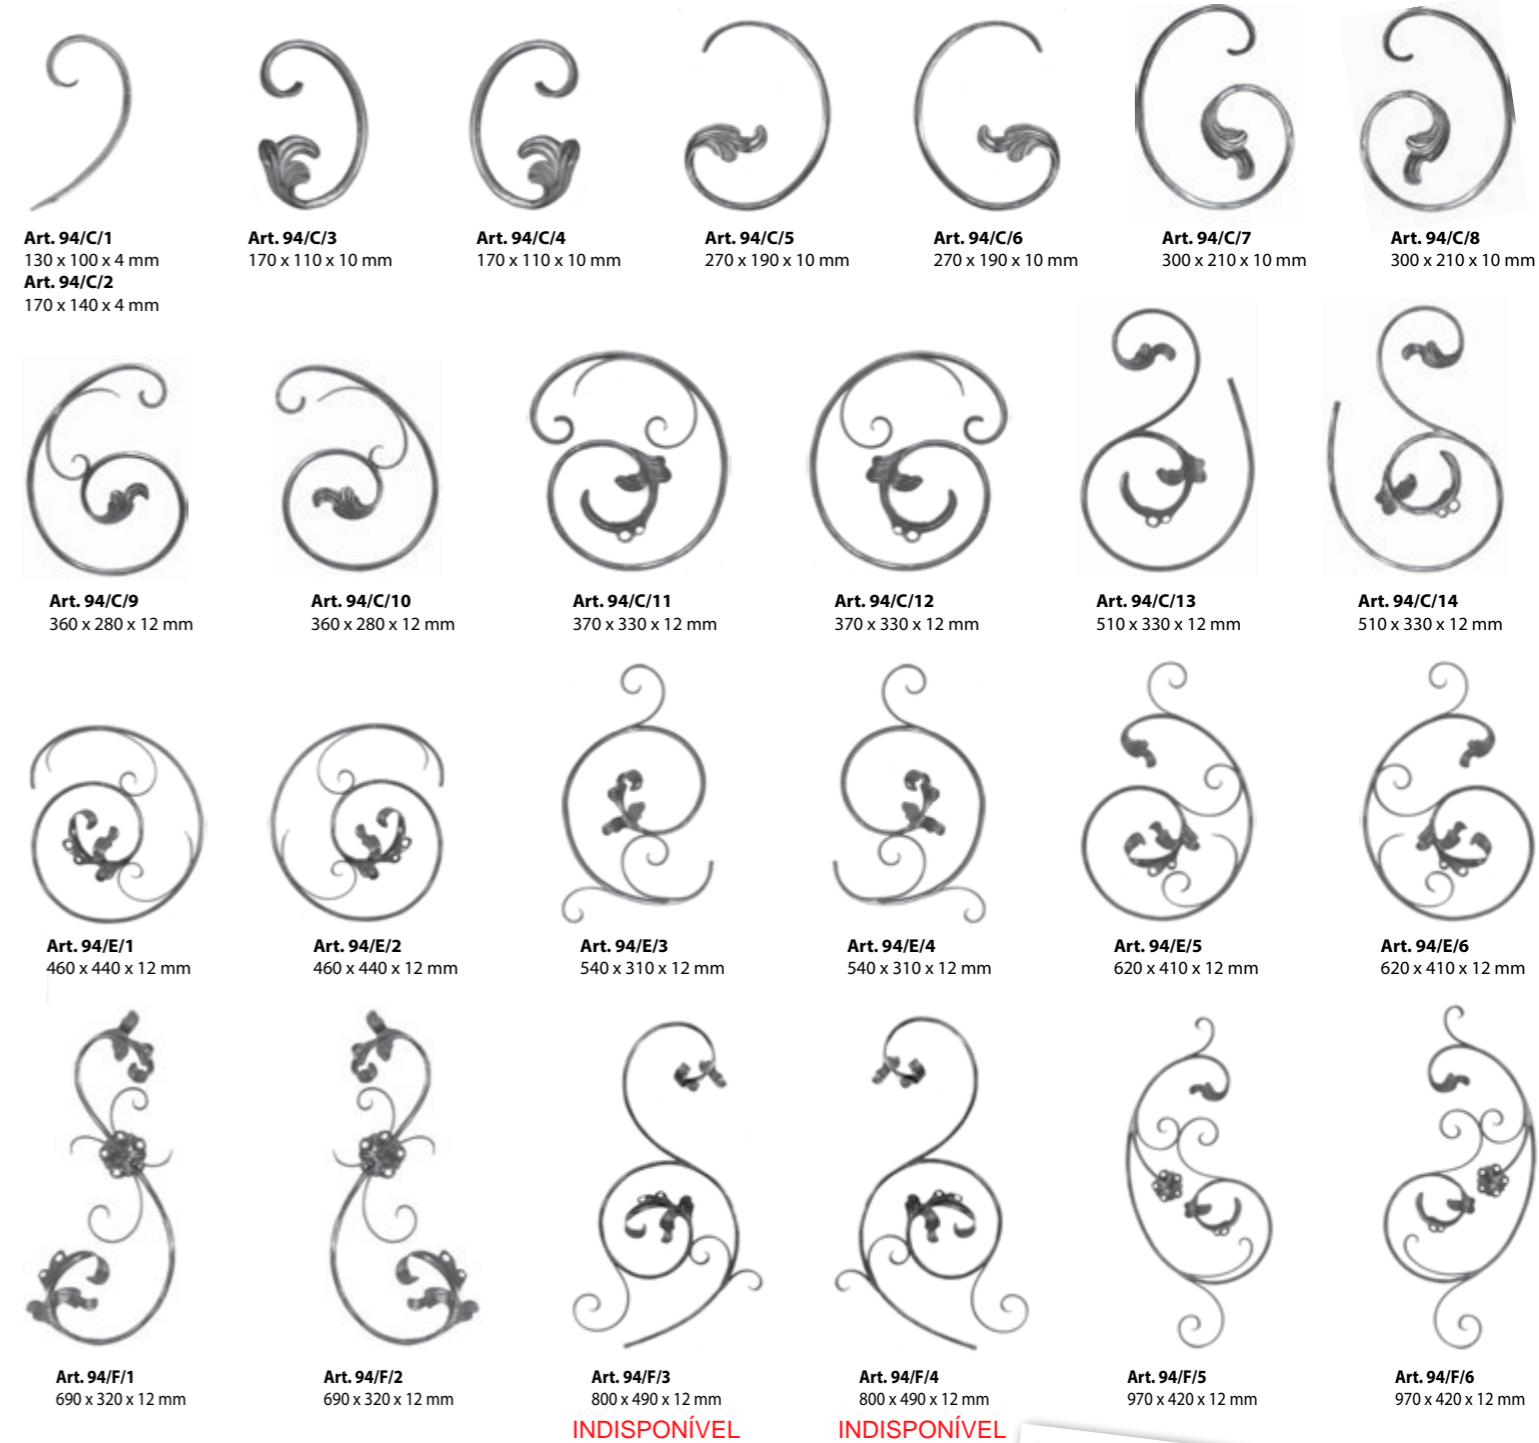 Art. 94/C/1
130 x 100 x 4 mm
Art. 94/C/2
170 x 140 x 4 mm
Art. 94/C/3
170 x 110 x 10 mm
Art. 94/C/4
170 x 110 x 10 mm
Art. 94/C/5
270 x 190 x 10 mm
Art. 94/C/6
270 x 190 x 10 mm
Art. 94/C/7
300 x 210 x 10 mm
Art. 94/C/8
300 x 210 x 10 mm
Art. 94/C/9
360 x 280 x 12 mm
Art. 94/C/10
360 x 280 x 12 mm
Art. 94/C/11
370 x 330 x 12 mm
Art. 94/C/12
370 x 330 x 12 mm
Art. 94/C/13
510 x 330 x 12 mm
Art. 94/C/14
510 x 330 x 12 mm
Art. 94/E/1
460 x 440 x 12 mm
Art. 94/E/2
460 x 440 x 12 mm
Art. 94/E/3
540 x 310 x 12 mm
Art. 94/E/4
540 x 310 x 12 mm
Art. 94/E/5
620 x 410 x 12 mm
Art. 94/E/6
620 x 410 x 12 mm
Art. 94/F/1
690 x 320 x 12 mm
Art. 94/F/2
690 x 320 x 12 mm
Art. 94/F/3
800 x 490 x 12 mm
INDISPONÍVEL
Art. 94/F/4
800 x 490 x 12 mm
INDISPONÍVEL
Art. 94/F/5
970 x 420 x 12 mm
Art. 94/F/6
970 x 420 x 12 mm